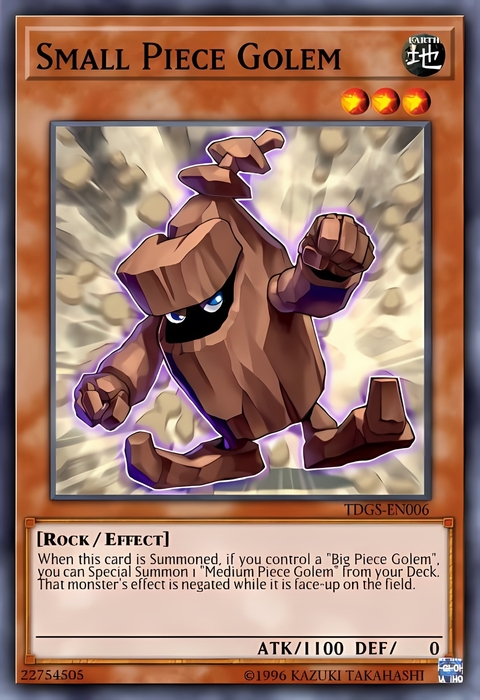 Small Piece Golem
EARTH
地
TDGS-EN006
[Rock / Effect]
When this card is Summoned, if you control a "Big Piece Golem",
you can Special Summon 1 "Medium Piece Golem" from your Deck.
That monster's effect is negated while it is face-up on the field.
ATK/1100 DEF/ 0
22754505 ©1996 KAZUKI TAKAHASHI